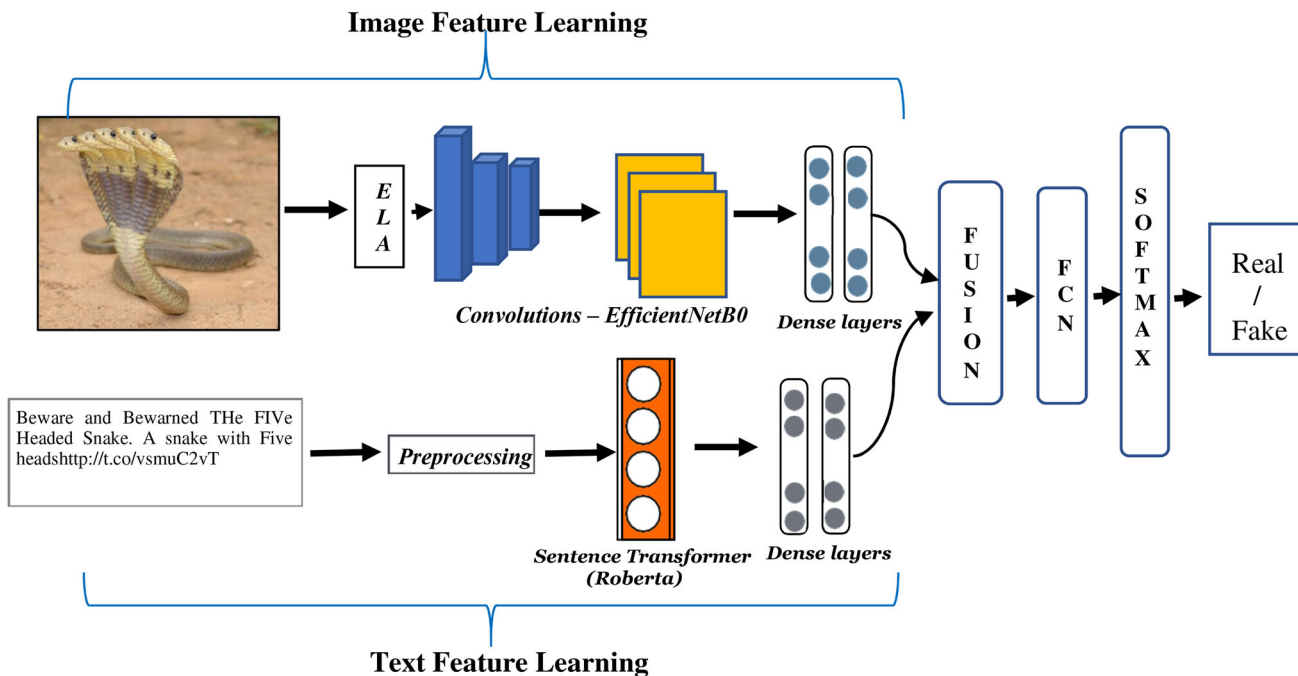 Image Feature Learning
E
L
A
Convolutions – EfficientNetB0
Dense layers
Beware and Bewarned THe FIVe
Headed Snake. A snake with Five
headshttp://t.co/vsmuC2vT
Preprocessing
Sentence Transformer
(Roberta)
Dense layers
Text Feature Learning
F
U
S
I
O
N
F
C
N
S
O
F
T
M
A
X
Real
/
Fake